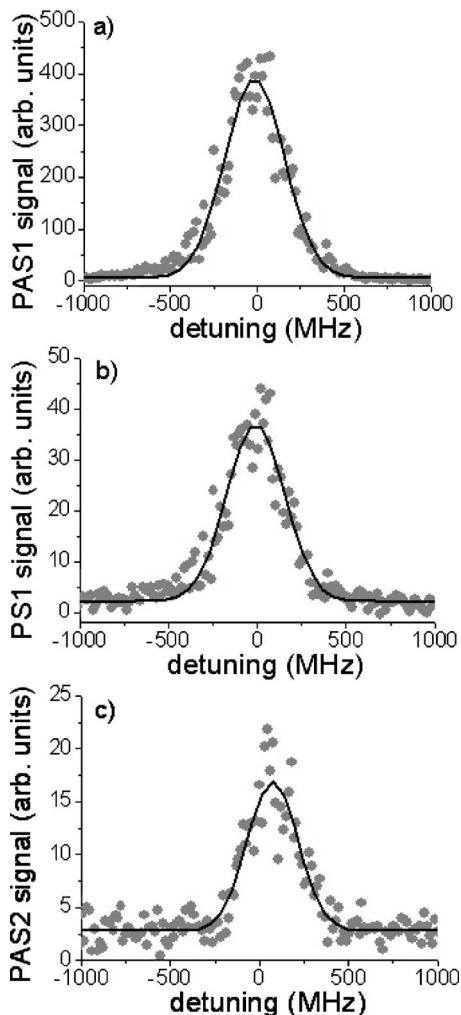 a)
PAS1 signal (arb. units)
500
400
300
200
100
0
-1000 -500 0 500 1000
detuning (MHz)
b)
PS1 signal (arb. units)
50
40
30
20
10
0
-1000 -500 0 500 1000
detuning (MHz)
c)
PAS2 signal (arb. units)
25
20
15
10
5
0
-1000 -500 0 500 1000
detuning (MHz)